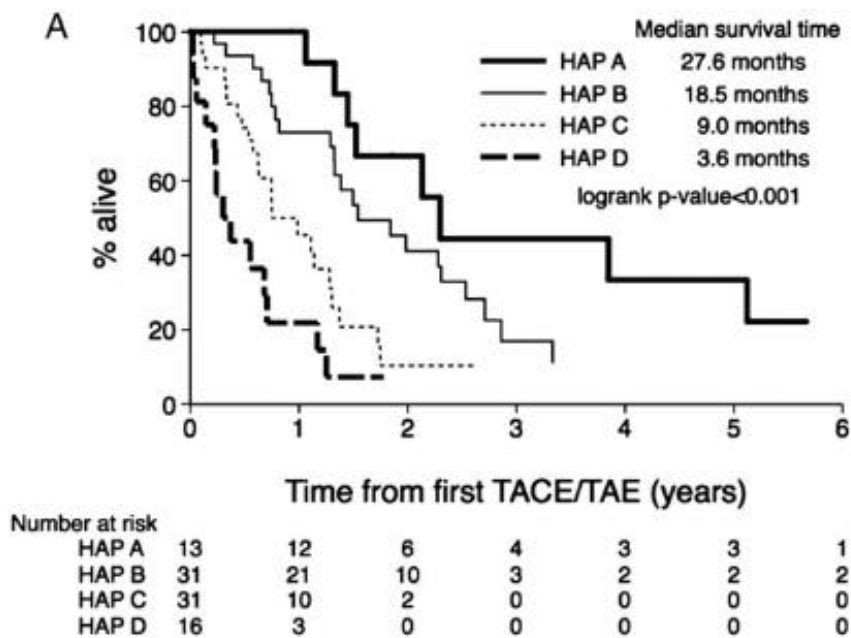 A
Median survival time
HAP A 27.6 months
HAP B 18.5 months
HAP C 9.0 months
HAP D 3.6 months
logrank p-value<0.001
% alive
100
80
60
40
20
0
0 1 2 3 4 5 6
Time from first TACE/TAE (years)
Number at risk
HAP A 13 12 6 4 3 3 1
HAP B 31 21 10 3 2 2 2
HAP C 31 10 2 0 0 0 0
HAP D 16 3 0 0 0 0 0